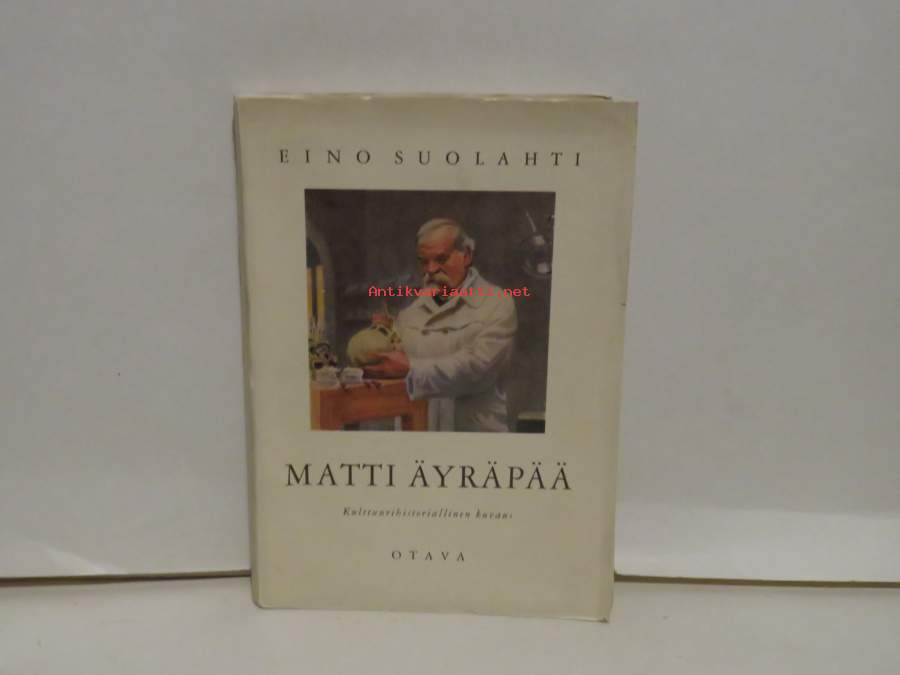 EINO SUOLAHTI
Antikvariaatti.net
MATTI ÄYRÄPÄÄ
Kulttuurihistoriallinen kuvaus
OTAVA